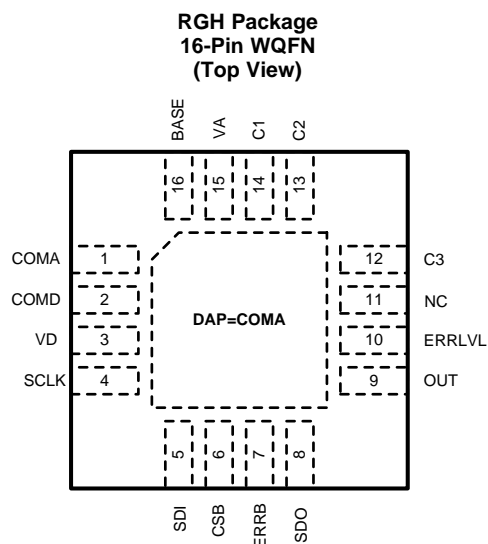 RGH Package
16-Pin WQFN
(Top View)
BASE
VA
C1
C2
16
15
14
13
COMA
1
12
C3
COMD
2
11
NC
DAP=COMA
VD
3
10
ERRLVL
SCLK
4
9
OUT
5
6
7
8
SDI
CSB
ERRB
SDO